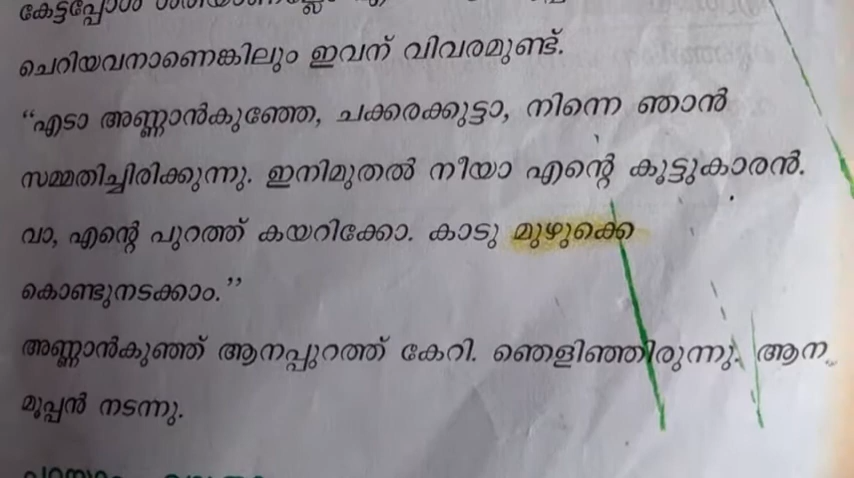 കേട്ടപ്പോൾ
ചെറിയവനാണെങ്കിലും ഇവന് വിവരമുണ്ട്.
“എടാ അണ്ണാൻകുഞ്ഞേ, ചക്കരക്കുട്ടാ, നിന്നെ ഞാൻ
സമ്മതിച്ചിരിക്കുന്നു. ഇനിമുതൽ നീയാ എന്റെ കൂട്ടുകാരൻ.
വാ, എന്റെ പുറത്ത് കയറിക്കോ. കാടു മുഴുക്കെ
കൊണ്ടുനടക്കാം.”
അണ്ണാൻകുഞ്ഞ് ആനപ്പുറത്ത് കേറി. ഞെളിഞ്ഞിരുന്നു. ആന
മൂപ്പൻ നടന്നു.